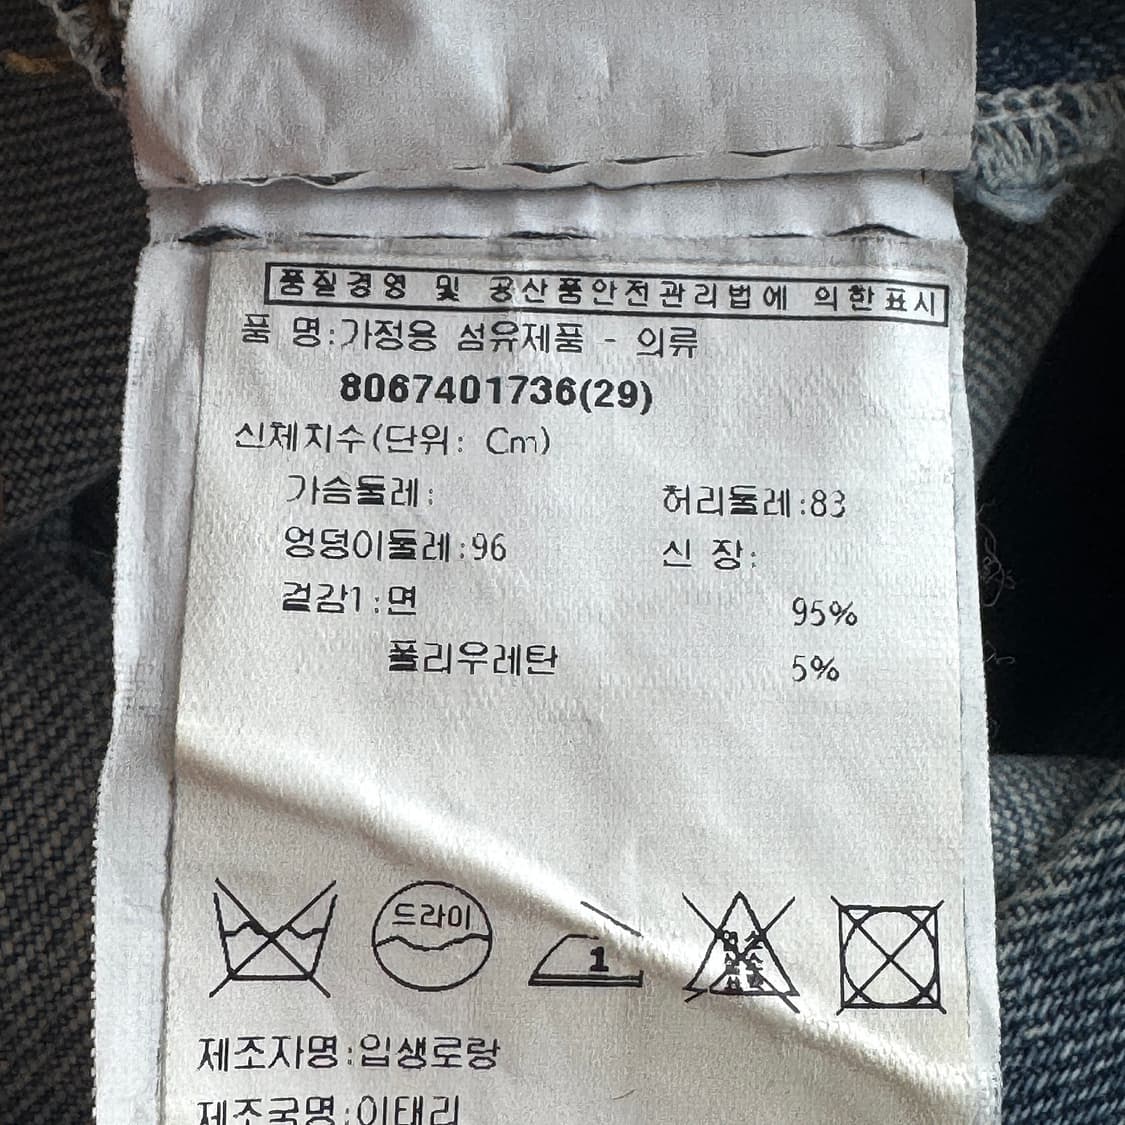 품질경영 및 공산품안전관리법에 의한표시
품 명:가정용 섬유제품 - 의류
8067401736(29)
신체치수(단위: Cm)
가슴둘레: 허리둘레:83
엉덩이둘레:96 신 장:
겉감1:면 95%
폴리우레탄 5%
드라이
1
제조자명:입생로랑
제조국명:이태리